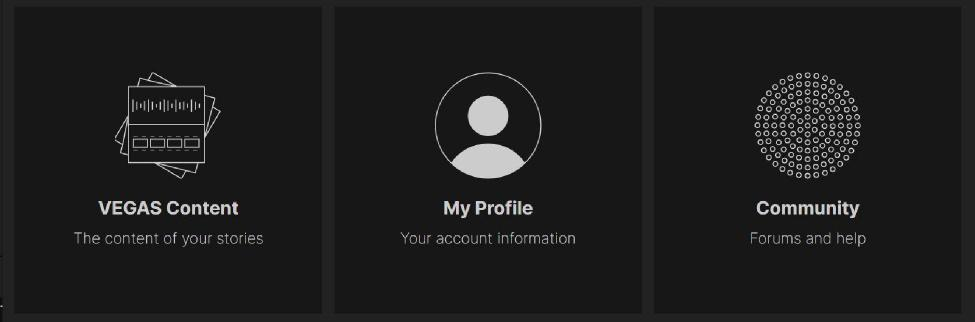 VEGAS Content
The content of your stories
My Profile
Your account information
Community
Forums and help